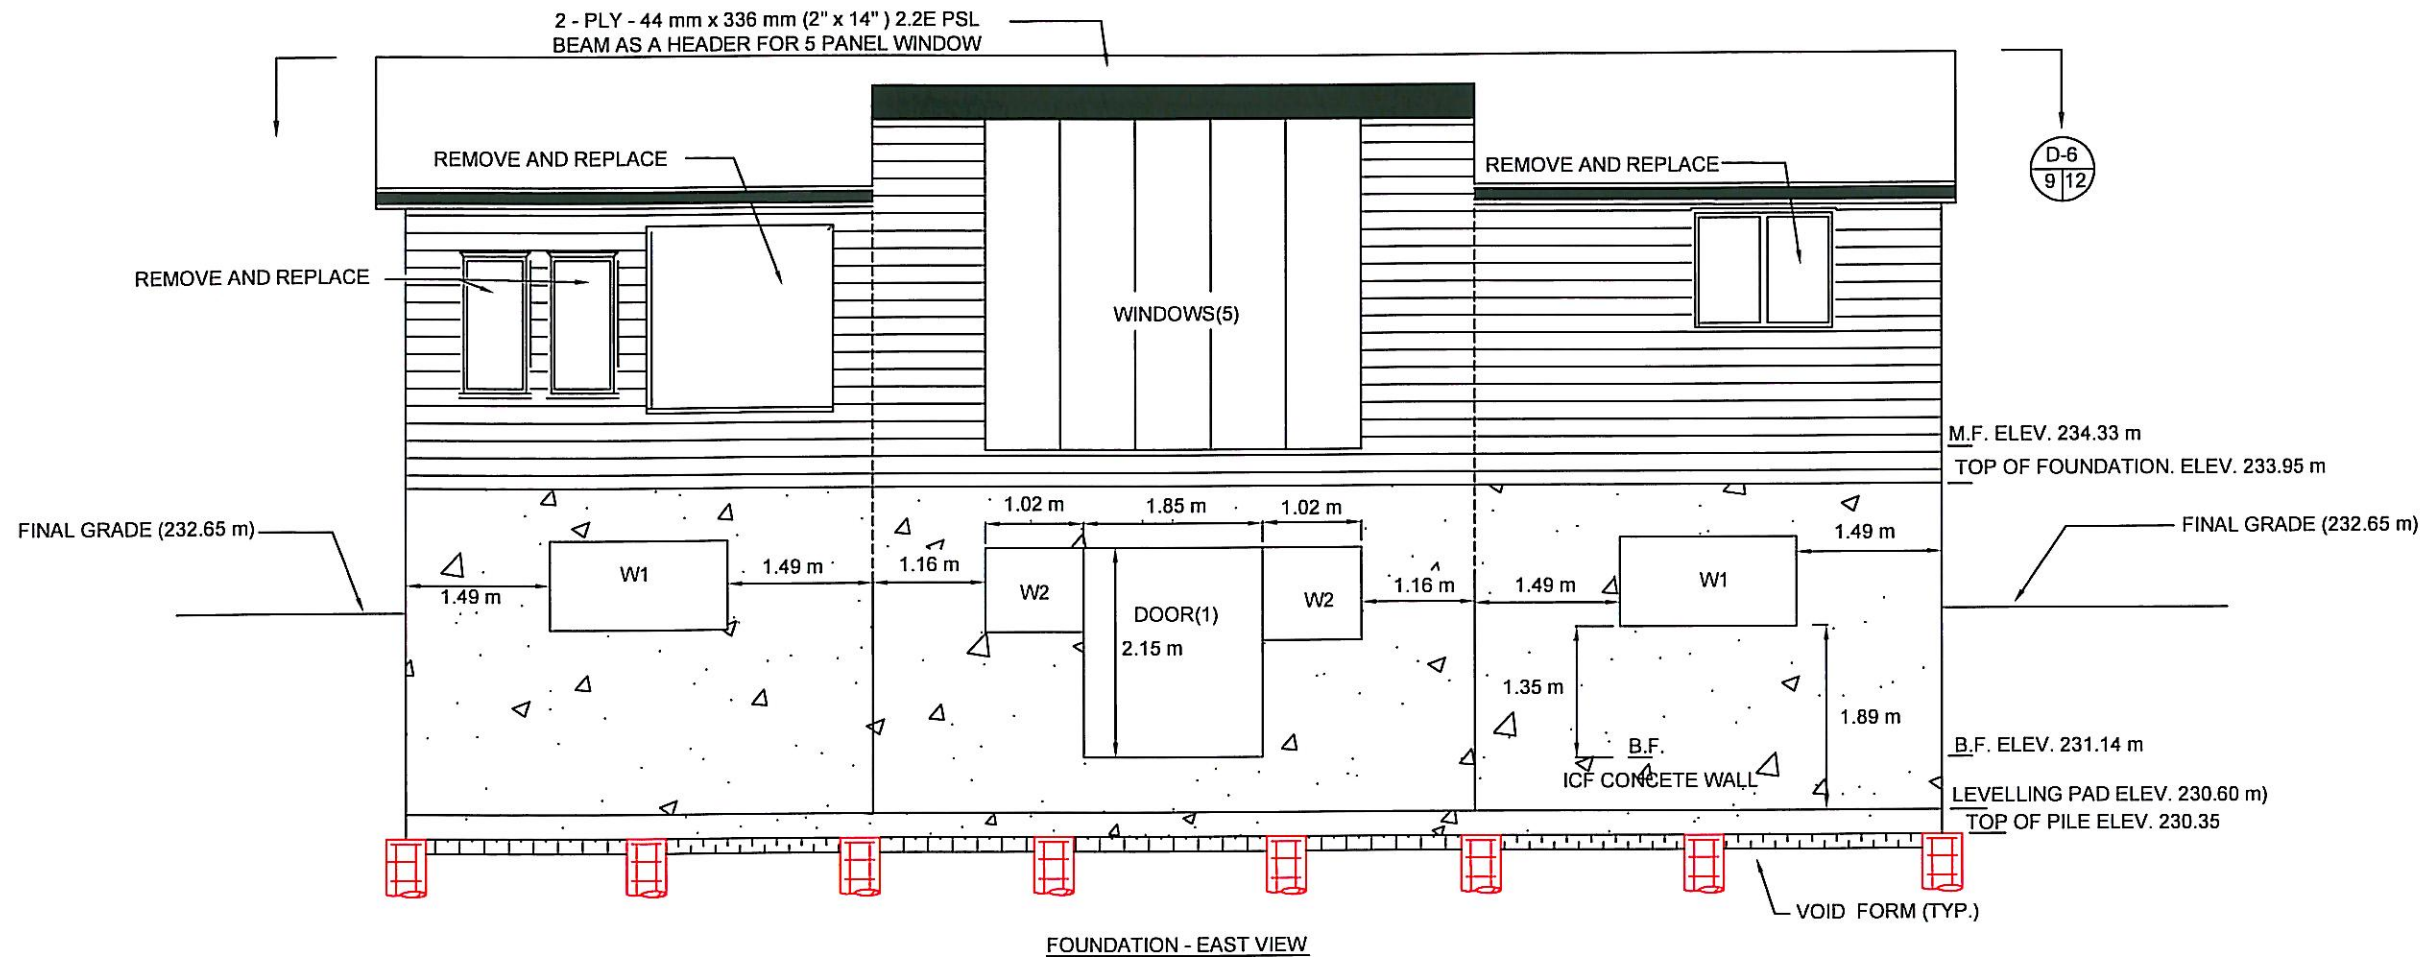 2 - PLY - 44 mm x 336 mm (2" x 14" ) 2.2E PSL
BEAM AS A HEADER FOR 5 PANEL WINDOW
REMOVE AND REPLACE
REMOVE AND REPLACE
D-6
9 12
REMOVE AND REPLACE
WINDOWS(5)
M.F. ELEV. 234.33 m
TOP OF FOUNDATION. ELEV. 233.95 m
FINAL GRADE (232.65 m)
1.02 m
1.85 m
1.02 m
1.49 m
FINAL GRADE (232.65 m)
1.49 m
W1
1.49 m
1.16 m
W2
DOOR(1)
2.15 m
W2
1.16 m
1.49 m
W1
1.35 m
1.89 m
B.F.
B.F. ELEV. 231.14 m
ICF CONCETE WALL
LEVELLING PAD ELEV. 230.60 m)
TOP OF PILE ELEV. 230.35
VOID FORM (TYP.)
FOUNDATION - EAST VIEW